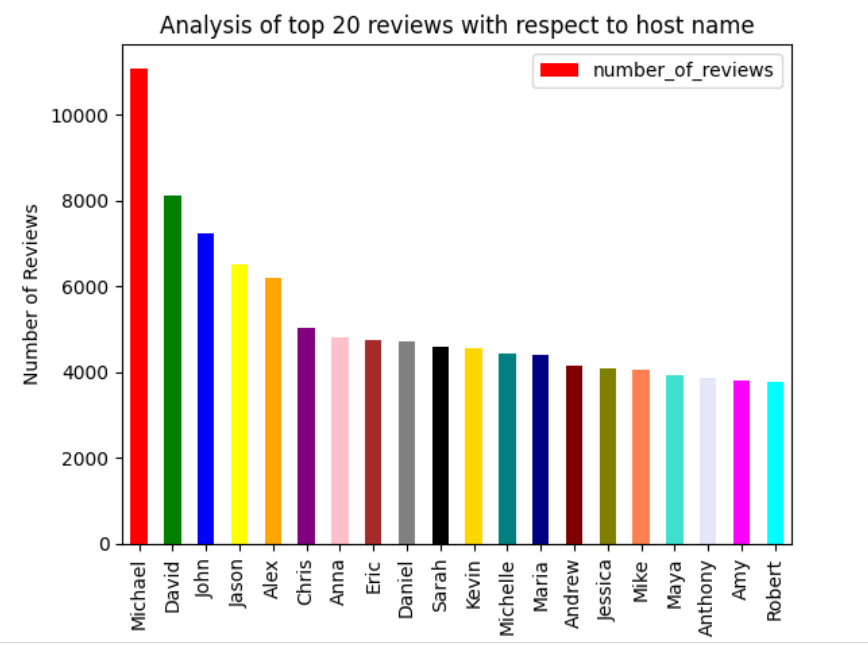 Analysis of top 20 reviews with respect to host name
number_of_reviews
Number of Reviews
10000
8000
6000
4000
2000
0
Michael
David
John
Jason
Alex
Chris
Anna
Eric
Daniel
Sarah
Kevin
Michelle
Maria
Andrew
Jessica
Mike
Maya
Anthony
Amy
Robert